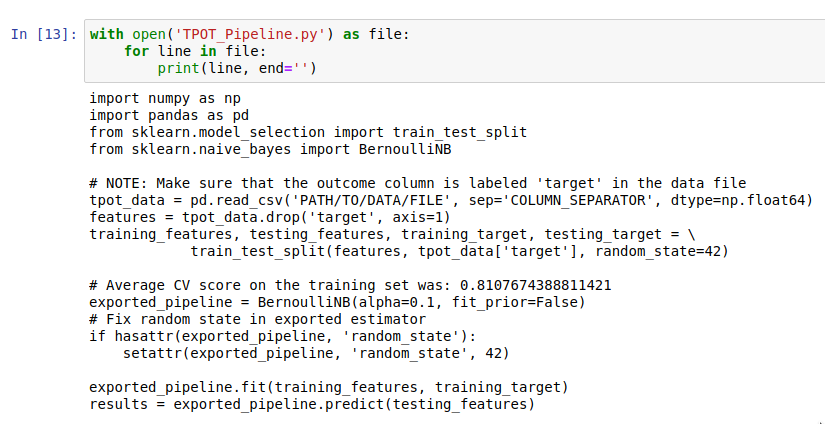 In [13]: with open('TPOT_Pipeline.py') as file:
    for line in file:
        print(line, end='')
import numpy as np
import pandas as pd
from sklearn.model_selection import train_test_split
from sklearn.naive_bayes import BernoulliNB

# NOTE: Make sure that the outcome column is labeled 'target' in the data file
tpot_data = pd.read_csv('PATH/TO/DATA/FILE', sep='COLUMN_SEPARATOR', dtype=np.float64)
features = tpot_data.drop('target', axis=1)
training_features, testing_features, training_target, testing_target = \
            train_test_split(features, tpot_data['target'], random_state=42)

# Average CV score on the training set was: 0.8107674388811421
exported_pipeline = BernoulliNB(alpha=0.1, fit_prior=False)
# Fix random state in exported estimator
if hasattr(exported_pipeline, 'random_state'):
    setattr(exported_pipeline, 'random_state', 42)

exported_pipeline.fit(training_features, training_target)
results = exported_pipeline.predict(testing_features)